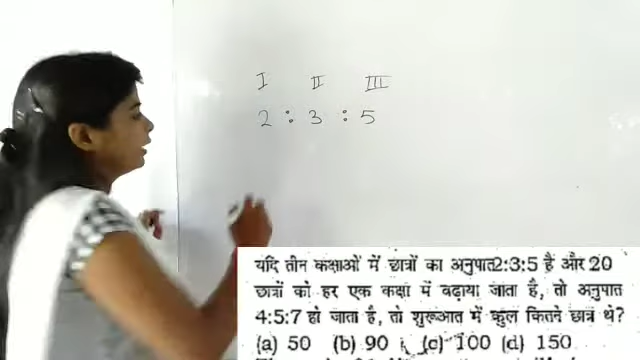 I II III
2 : 3 : 5
यदि तीन कक्षाओं में छात्रों का अनुपात2:3:5 है और 20
छात्रों को हर एक कक्षा में बढ़ाया जाता है, तो अनुपात
4:5:7 हो जाता है, तो शुरूआत में कुल कितने छात्र थे?
(a) 50 (b) 90 (c) 100 (d) 150